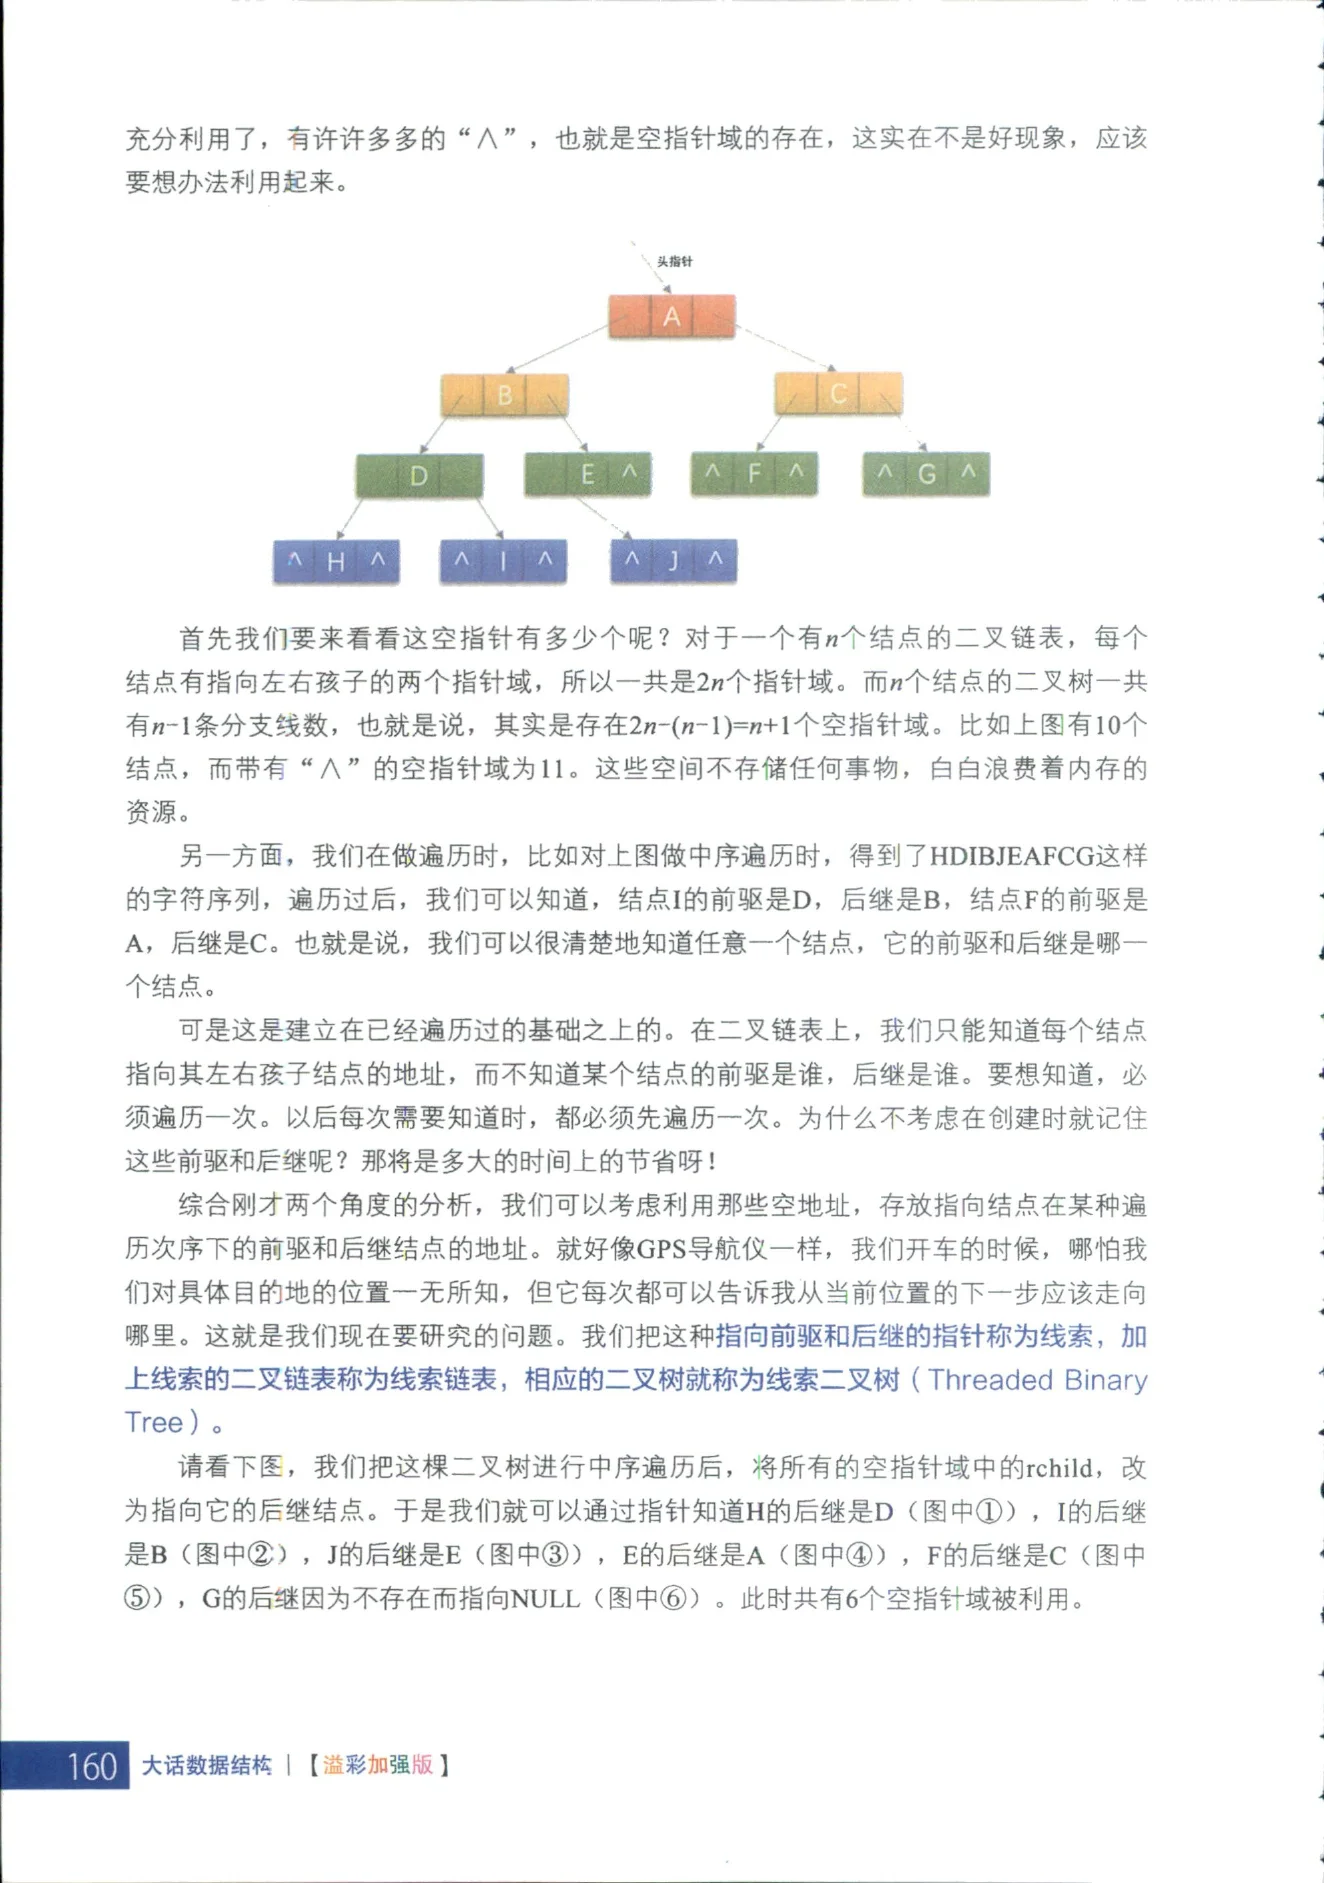 充分利用了，有许许多多的“∧”，也就是空指针域的存在，这实在不是好现象，应该
要想办法利用起来。
头指针
A
B
C
D
E ^
^ F ^
^ G ^
^ H ^
^ I ^
^ J ^
首先我们要来看看这空指针有多少个呢？对于一个有n个结点的二叉链表，每个
结点有指向左右孩子的两个指针域，所以一共是2n个指针域。而n个结点的二叉树一共
有n-1条分支线数，也就是说，其实是存在2n-(n-1)=n+1个空指针域。比如上图有10个
结点，而带有“∧”的空指针域为11。这些空间不存储任何事物，白白浪费着内存的
资源。
另一方面，我们在做遍历时，比如对上图做中序遍历时，得到了HDIBJEAFCG这样
的字符序列，遍历过后，我们可以知道，结点I的前驱是D，后继是B，结点F的前驱是
A，后继是C。也就是说，我们可以很清楚地知道任意一个结点，它的前驱和后继是哪一
个结点。
可是这是建立在已经遍历过的基础之上的。在二叉链表上，我们只能知道每个结点
指向其左右孩子结点的地址，而不知道某个结点的前驱是谁，后继是谁。要想知道，必
须遍历一次。以后每次需要知道时，都必须先遍历一次。为什么不考虑在创建时就记住
这些前驱和后继呢？那将是多大的时间上的节省呀！
综合刚才两个角度的分析，我们可以考虑利用那些空地址，存放指向结点在某种遍
历次序下的前驱和后继结点的地址。就好像GPS导航仪一样，我们开车的时候，哪怕我
们对具体目的地的位置一无所知，但它每次都可以告诉我从当前位置的下一步应该走向
哪里。这就是我们现在要研究的问题。我们把这种指向前驱和后继的指针称为线索，加
上线索的二叉链表称为线索链表，相应的二叉树就称为线索二叉树（Threaded Binary
Tree）。
请看下图，我们把这棵二叉树进行中序遍历后，将所有的空指针域中的rchild，改
为指向它的后继结点。于是我们就可以通过指针知道H的后继是D（图中①），I的后继
是B（图中②），J的后继是E（图中③），E的后继是A（图中④），F的后继是C（图中
⑤），G的后继因为不存在而指向NULL（图中⑥）。此时共有6个空指针域被利用。
160 大话数据结构 | 【溢彩加强版】